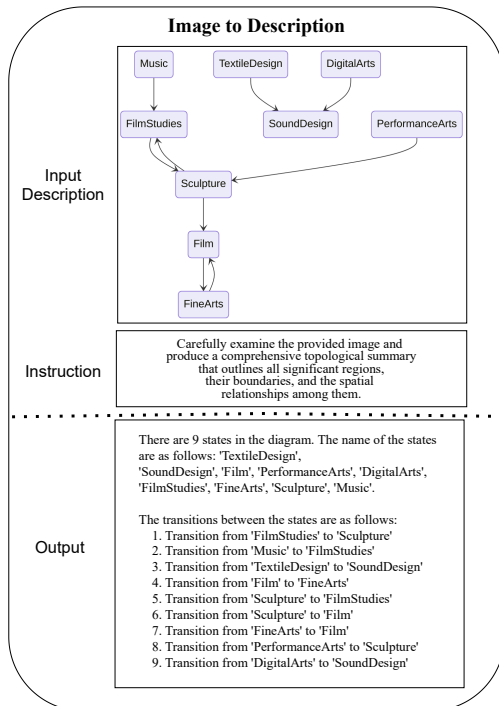 Image to Description
Music
TextileDesign
DigitalArts
FilmStudies
SoundDesign
PerformanceArts
Sculpture
Film
FineArts
Input
Description
Instruction
Carefully examine the provided image and
produce a comprehensive topological summary
that outlines all significant regions,
their boundaries, and the spatial
relationships among them.
Output
There are 9 states in the diagram. The name of the states
are as follows: 'TextileDesign',
'SoundDesign', 'Film', 'PerformanceArts', 'DigitalArts',
'FilmStudies', 'FineArts', 'Sculpture', 'Music'.
The transitions between the states are as follows:
1. Transition from 'FilmStudies' to 'Sculpture'
2. Transition from 'Music' to 'FilmStudies'
3. Transition from 'TextileDesign' to 'SoundDesign'
4. Transition from 'Film' to 'FineArts'
5. Transition from 'Sculpture' to 'FilmStudies'
6. Transition from 'Sculpture' to 'Film'
7. Transition from 'FineArts' to 'Film'
8. Transition from 'PerformanceArts' to 'Sculpture'
9. Transition from 'DigitalArts' to 'SoundDesign'